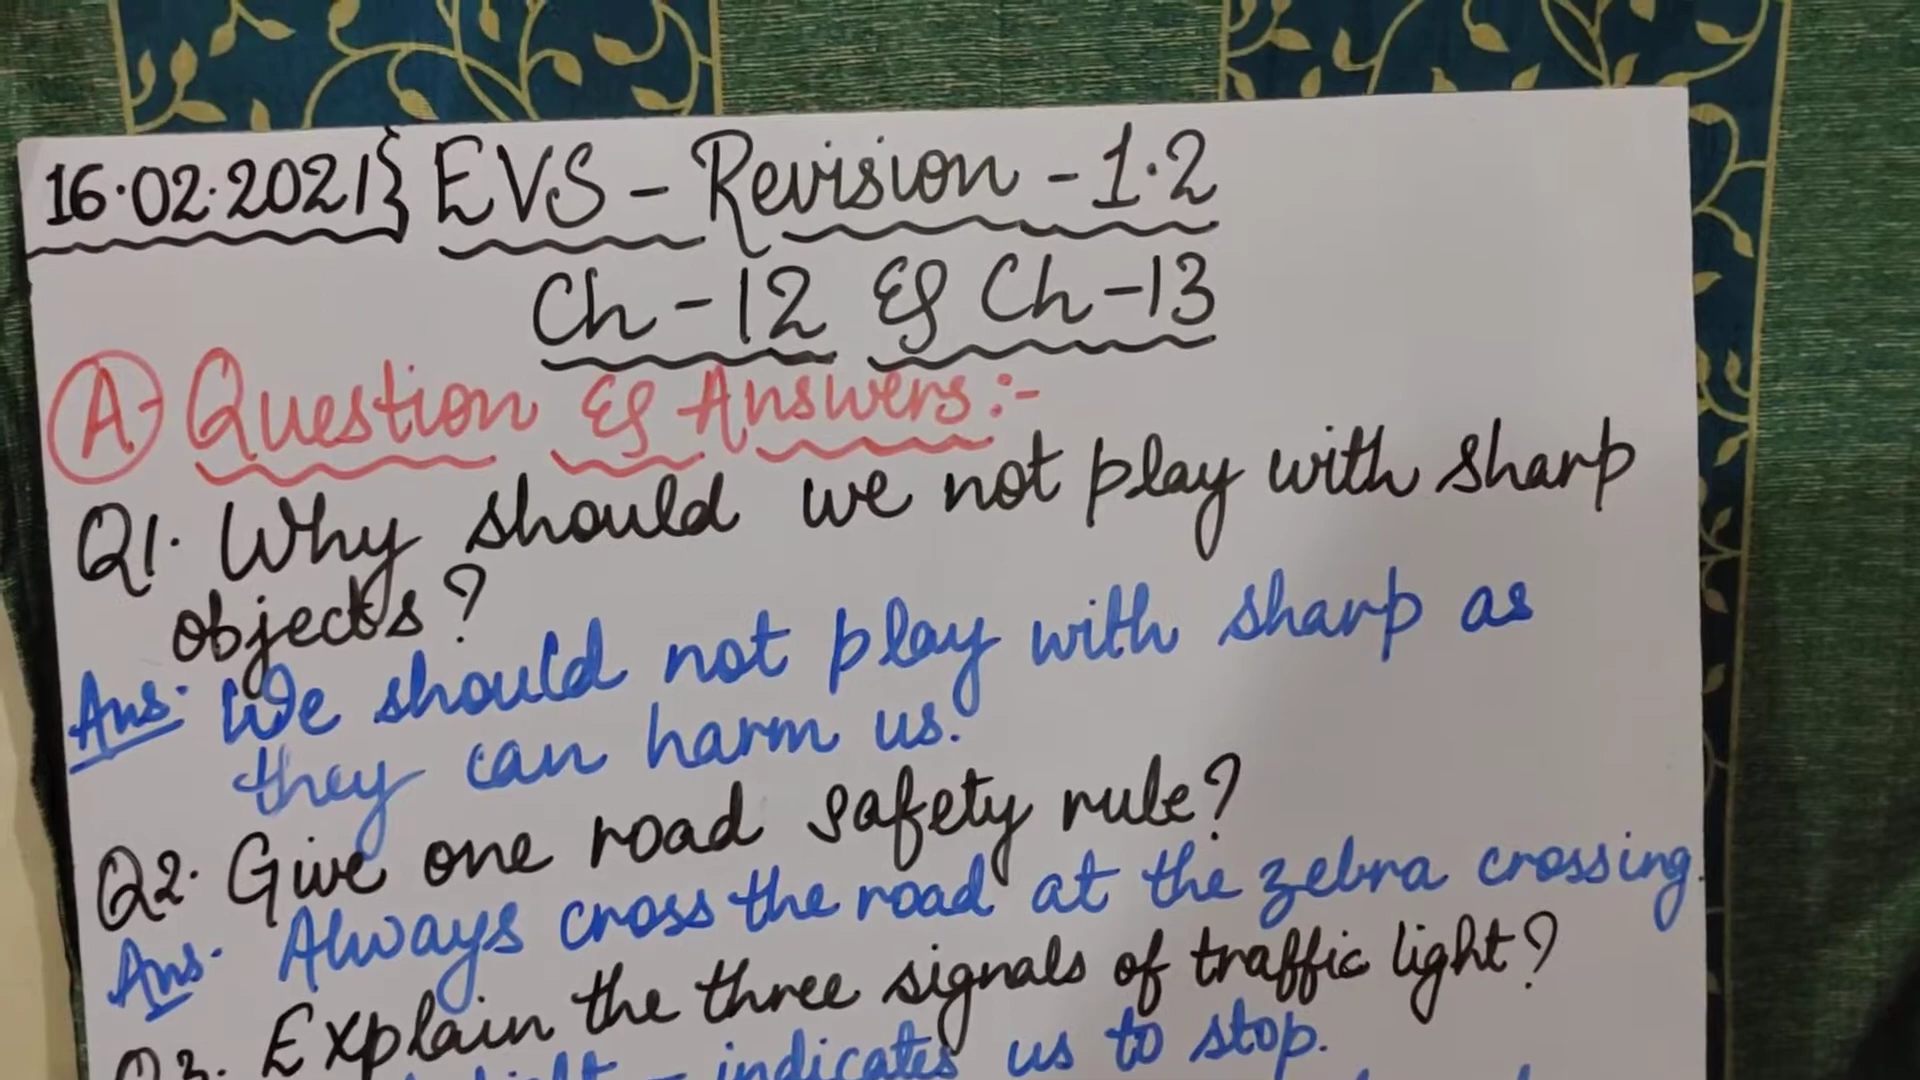 16.02.2021} EVS - Revision - 1.2
Ch - 12 & Ch - 13
A- Question & Answers:-
Q1. Why should we not play with sharp
objects?
Ans: We should not play with sharp as
they can harm us.
Q2. Give one road safety rule?
Ans. Always cross the road at the zebra crossing.
Q3. Explain the three signals of traffic light?
light - indicates us to stop.